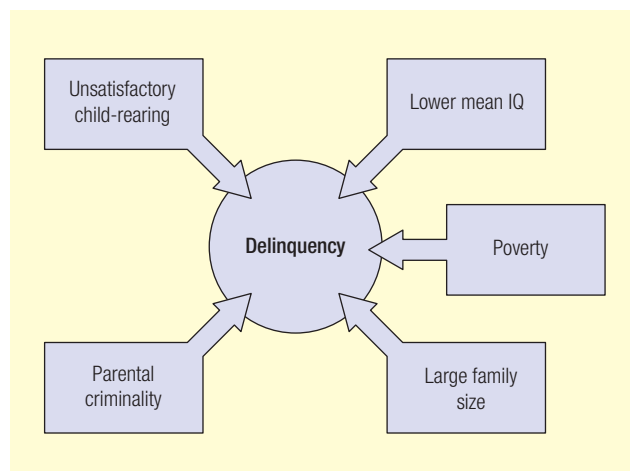 Unsatisfactory
child-rearing
Lower mean IQ
Delinquency
Poverty
Parental
criminality
Large family
size